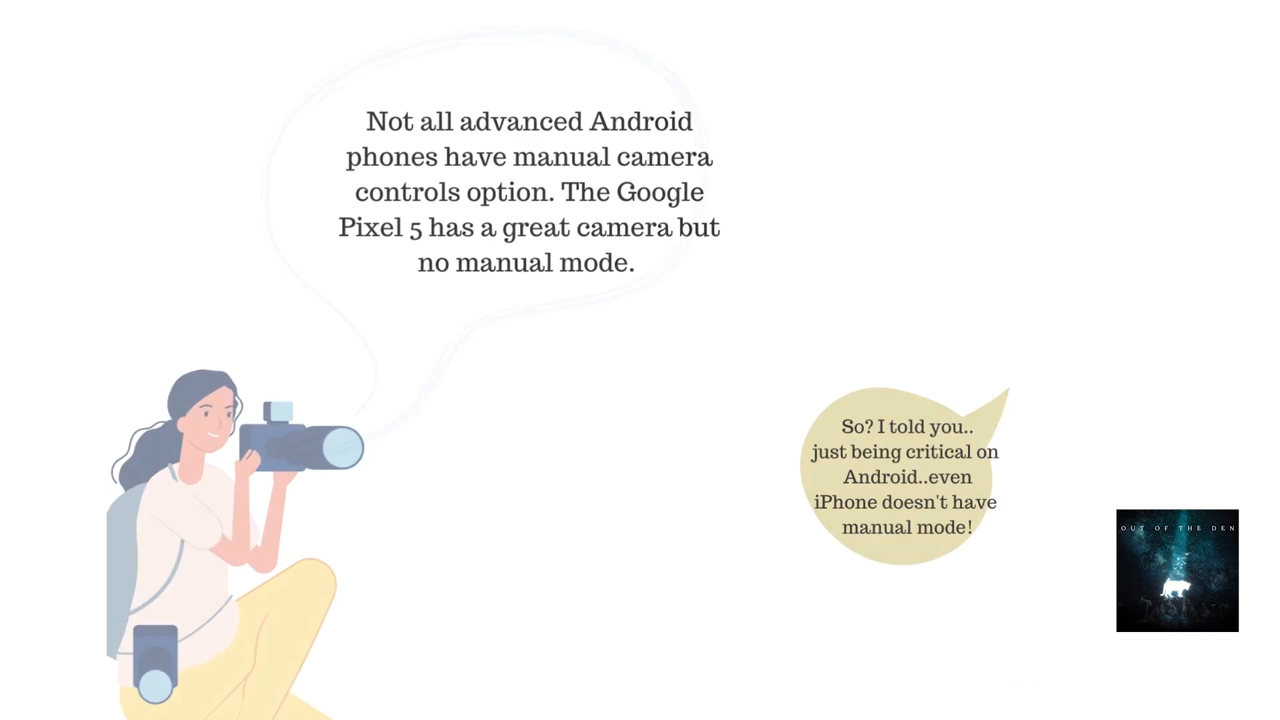 Not all advanced Android
phones have manual camera
controls option. The Google
Pixel 5 has a great camera but
no manual mode.
So? I told you..
just being critical on
Android..even
iPhone doesn't have
manual mode!
OUT OF THE DEN